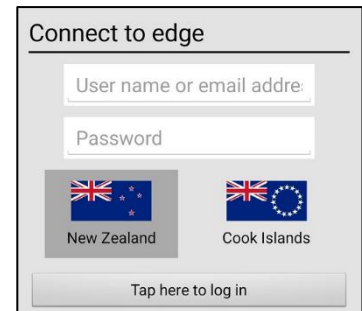 Connect to edge
User name or email addre
Password
New Zealand
Cook Islands
Tap here to log in